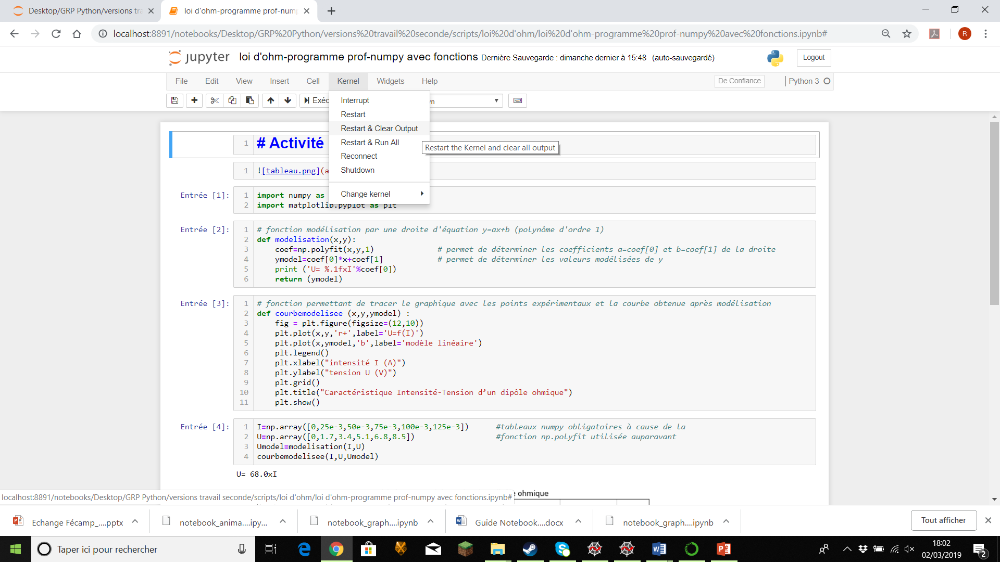 Desktop/GRP Python/versions tra
loi d'ohm-programme prof-num
localhost:8891/notebooks/Desktop/GRP%20Python/versions%20travail%20seconde/scripts/loi%20d'ohm/loi%20d'ohm-programme%20prof-numpy%20avec%20fonctions.ipynb#
R
jupyter loi d'ohm-programme prof-numpy avec fonctions Dernière Sauvegarde : dimanche dernier à 15:48 (auto-sauvegardé)
Logout
File Edit View Insert Cell Kernel Widgets Help
De Confiance
Python 3
Exéc
Interrupt
Restart
Restart & Clear Output
Restart & Run All
Reconnect
Shutdown
Change kernel
Restart the Kernel and clear all output
1 # Activité
1 ![tableau.png](a
Entrée [1]:
1 import numpy as
2 import matplotlib.pyplot as plt
Entrée [2]:
1 # fonction modélisation par une droite d'équation y=ax+b (polynôme d'ordre 1)
2 def modelisation(x,y):
3 coef=np.polyfit(x,y,1) # permet de déterminer les coefficients a=coef[0] et b=coef[1] de la droite
4 ymodel=coef[0]*x+coef[1] # permet de déterminer les valeurs modélisées de y
5 print ('U= %.1fxI'%coef[0])
6 return (ymodel)
Entrée [3]:
1 # fonction permettant de tracer le graphique avec les points expérimentaux et la courbe obtenue après modélisation
2 def courbemodelisee (x,y,ymodel) :
3 fig = plt.figure(figsize=(12,10))
4 plt.plot(x,y,'r+',label='U=f(I)')
5 plt.plot(x,ymodel,'b',label='modèle linéaire')
6 plt.legend()
7 plt.xlabel("intensité I (A)")
8 plt.ylabel("tension U (V)")
9 plt.grid()
10 plt.title("Caractéristique Intensité-Tension d’un dipôle ohmique")
11 plt.show()
Entrée [4]:
1 I=np.array([0,25e-3,50e-3,75e-3,100e-3,125e-3]) #tableaux numpy obligatoires à cause de la
2 U=np.array([0,1.7,3.4,5.1,6.8,8.5]) #fonction np.polyfit utilisée auparavant
3 Umodel=modelisation(I,U)
4 courbemodelisee(I,U,Umodel)
U= 68.0xI
ohmique
localhost:8891/notebooks/Desktop/GRP Python/versions travail seconde/scripts/loi d'ohm/loi d'ohm-programme prof-numpy avec fonctions.ipynb#
Echange Fécamp_....pptx
notebook_anima....ipy...
notebook_graph....ipynb
Guide Notebook....docx
notebook_graph....ipynb
Tout afficher
Taper ici pour rechercher
18:02
02/03/2019
2